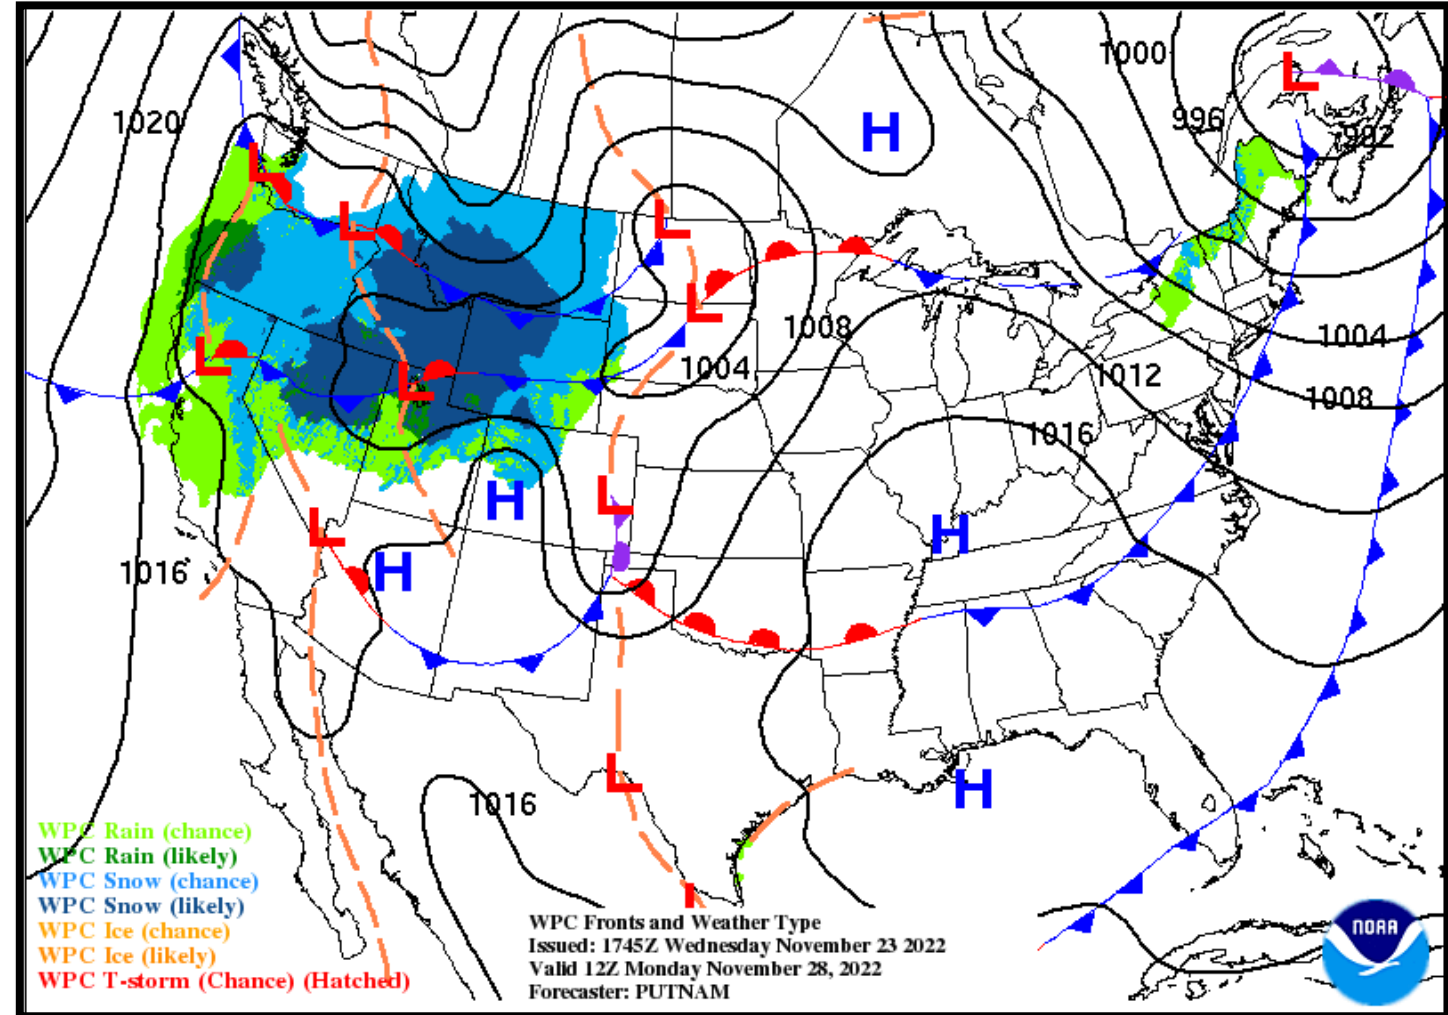 L
1000
L
992
996
1020
H
L
L
L
L
1008
1004
L
1004
L
1012
1008
1016
L
H
H
L
H
1016
L
H
1016
L
WPC Rain (chance)
WPC Rain (likely)
WPC Snow (chance)
WPC Snow (likely)
WPC Ice (chance)
WPC Ice (likely)
WPC T-storm (Chance) (Hatched)
WPC Fronts and Weather Type
Issued: 1745Z Wednesday November 23 2022
Valid 12Z Monday November 28, 2022
Forecaster: PUTNAM
NOAA